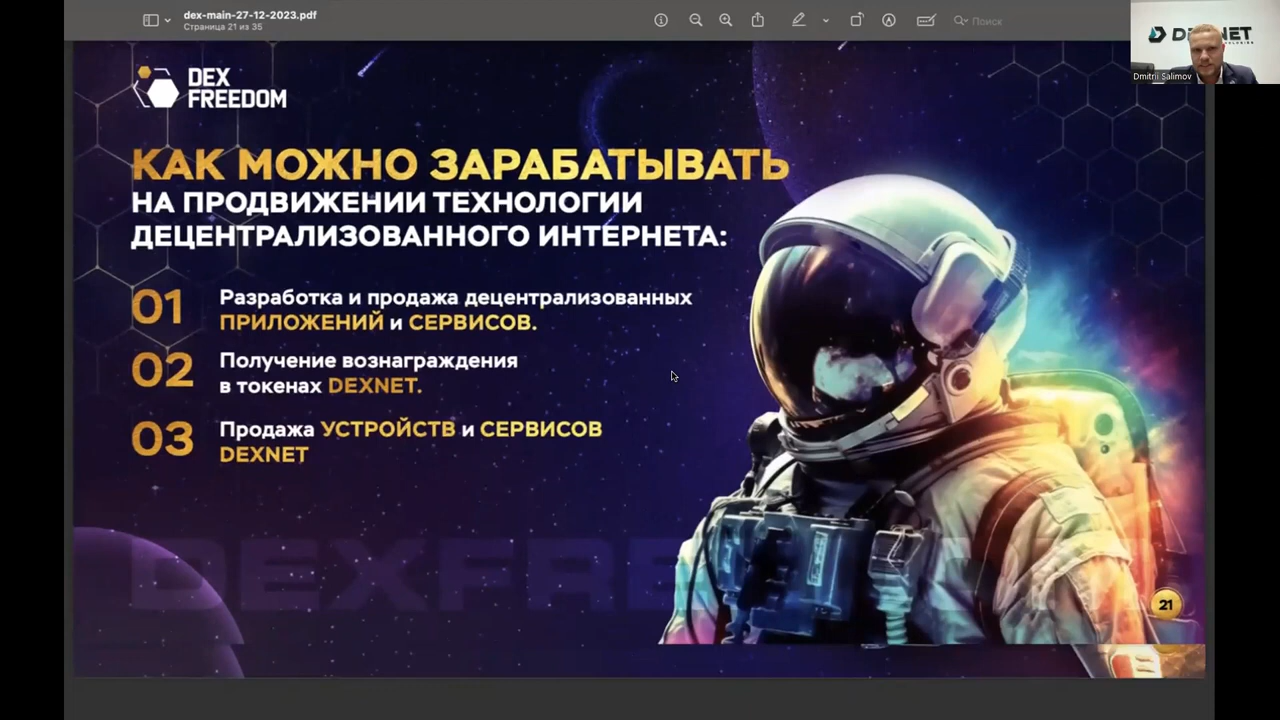 dex-main-27-12-2023.pdf
Страница 21 из 35
Поиск
Dmitrii Salimov
DEX
FREEDOM
КАК МОЖНО ЗАРАБАТЫВАТЬ
НА ПРОДВИЖЕНИИ ТЕХНОЛОГИИ
ДЕЦЕНТРАЛИЗОВАННОГО ИНТЕРНЕТА:
01 Разработка и продажа децентрализованных
ПРИЛОЖЕНИЙ и СЕРВИСОВ.
02 Получение вознаграждения
в токенах DEXNET.
03 Продажа УСТРОЙСТВ и СЕРВИСОВ
DEXNET
21